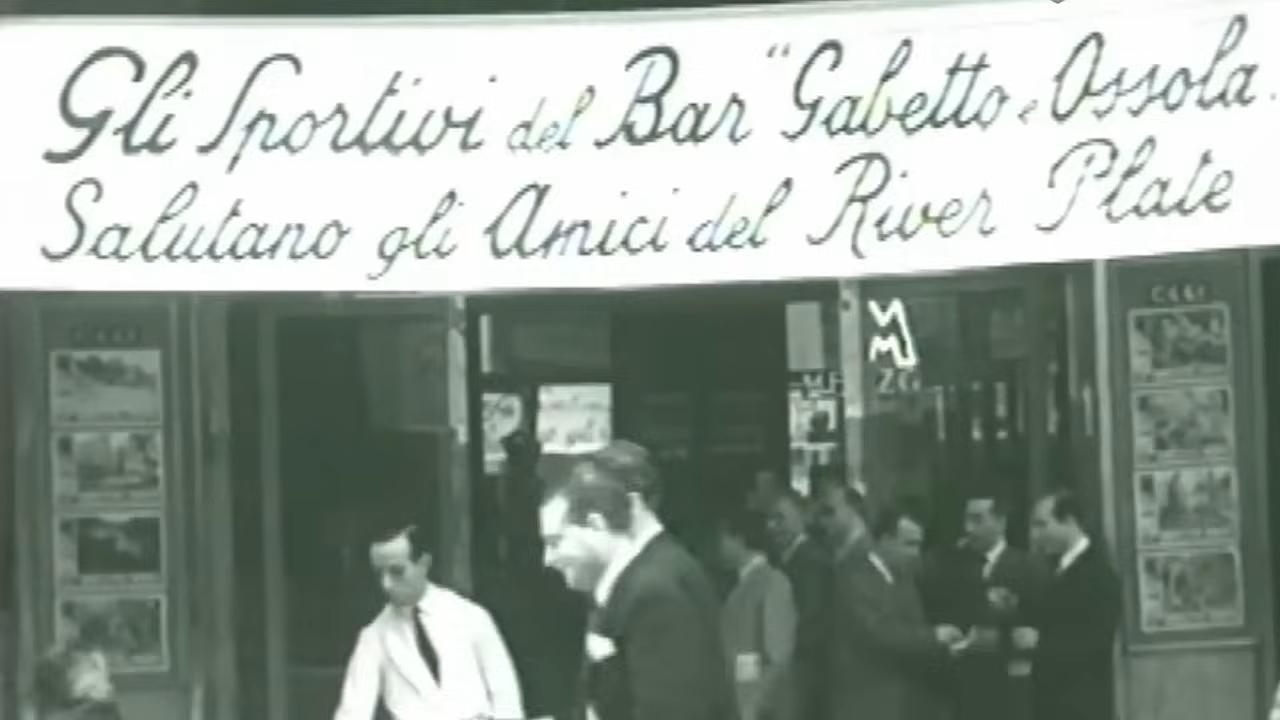 Gli Sportivi del Bar "Gabetto e Ossola
Salutano gli Amici del River Plate